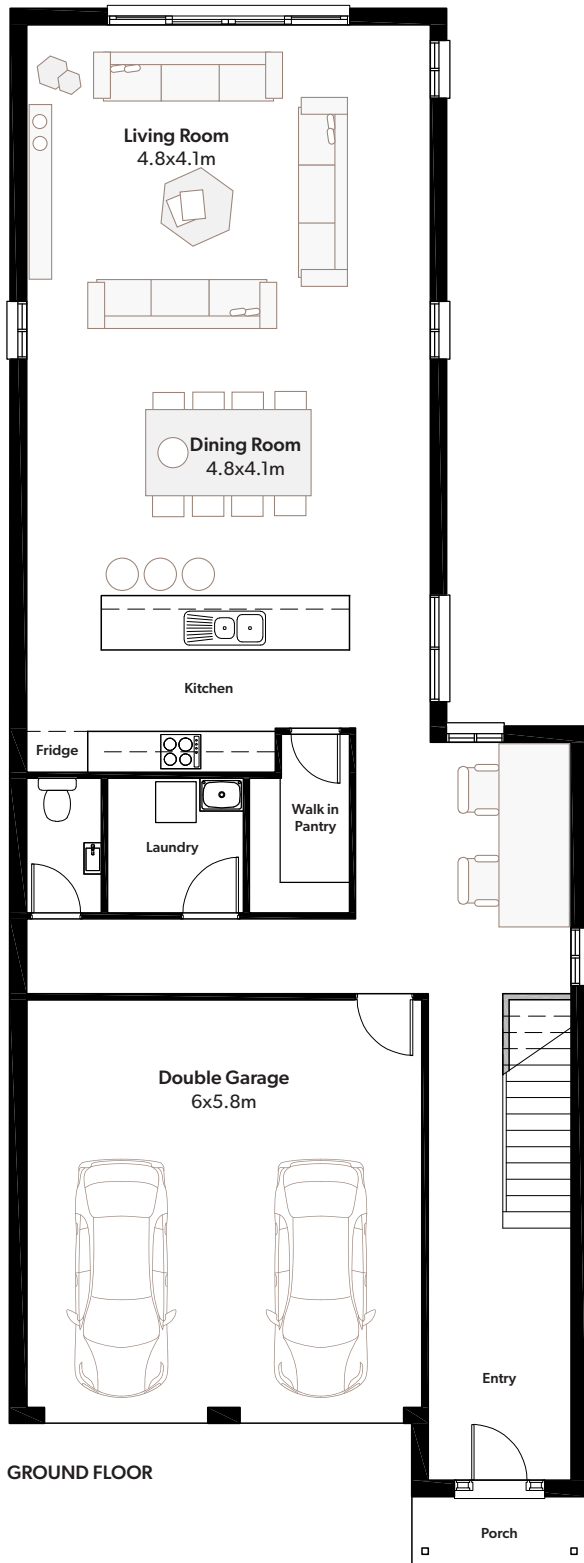 Living Room
4.8x4.1m
Dining Room
4.8x4.1m
Kitchen
Fridge
Walk in
Pantry
Laundry
Double Garage
6x5.8m
Entry
GROUND FLOOR
Porch